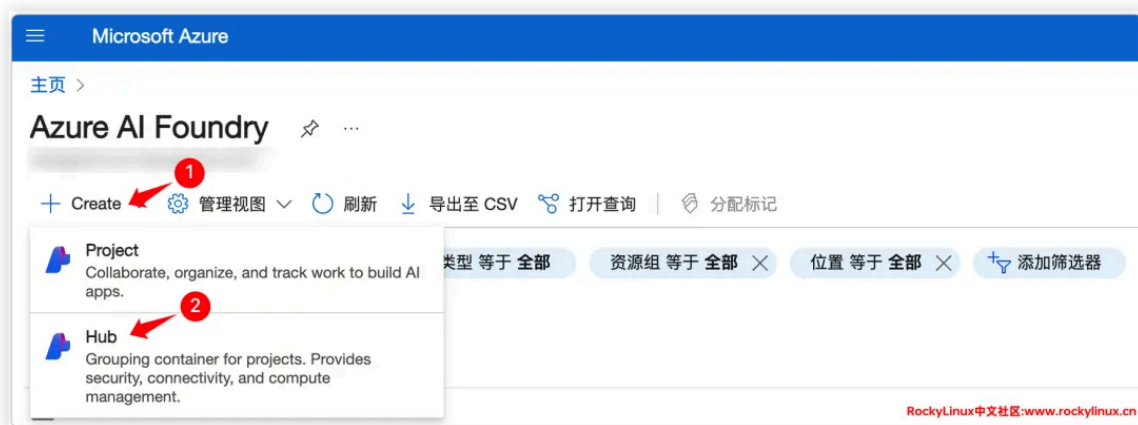 Microsoft Azure
主页
Azure AI Foundry
1
Create 管理视图 刷新 导出至 CSV 打开查询 分配标记
Project
Collaborate, organize, and track work to build AI
apps.
类型 等于 全部 资源组 等于 全部 位置 等于 全部 添加筛选器
2
Hub
Grouping container for projects. Provides
security, connectivity, and compute
management.
RockyLinux中文社区:www.rockylinux.cn